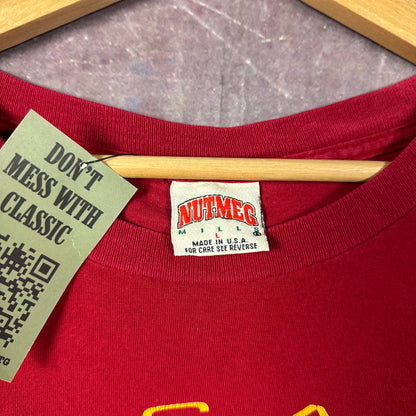 DON'T
MESS WITH
CLASSIC
NUTMEG
MILLS
L
MADE IN U.S.A.
FOR CARE SEE REVERSE